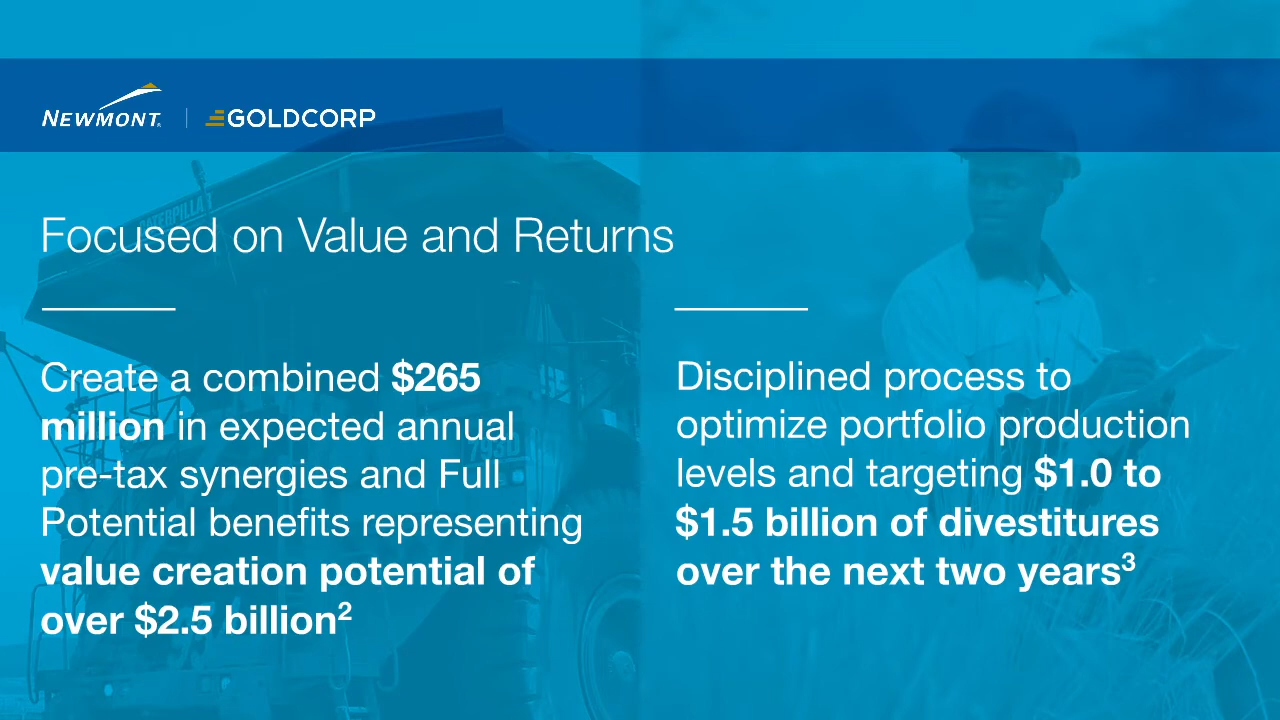 NEWMONT. | GOLDCORP
CATERPILLAR
Focused on Value and Returns
Create a combined $265
million in expected annual
pre-tax synergies and Full
Potential benefits representing
value creation potential of
over $2.5 billion²
Disciplined process to
optimize portfolio production
levels and targeting $1.0 to
$1.5 billion of divestitures
over the next two years³
793D